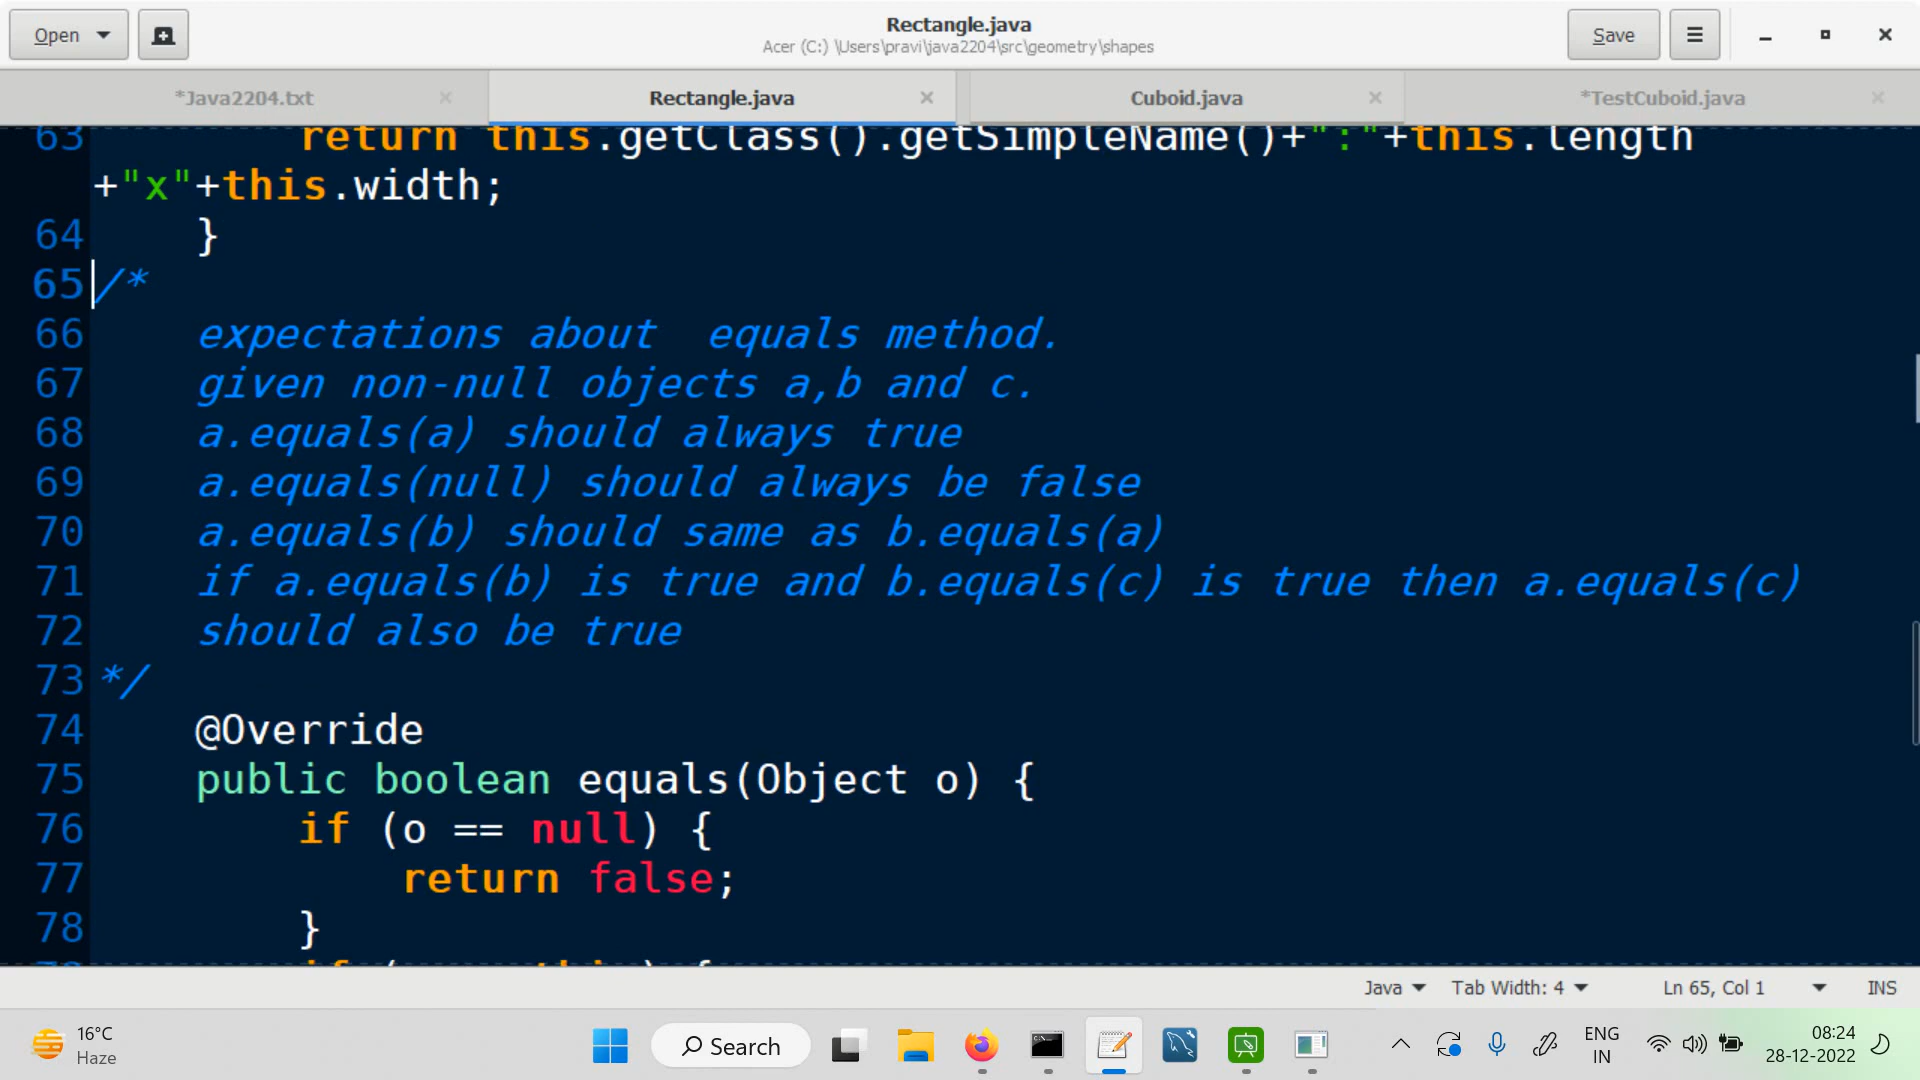 Open
Rectangle.java
Acer (C:) \Users\pravi\java2204\src\geometry\shapes
Save
*Java2204.txt
Rectangle.java
Cuboid.java
*TestCuboid.java
63 return this.getClass().getSimpleName()+":"+this.length
+"x"+this.width;
64 }
65 /*
66 expectations about  equals method.
67 given non-null objects a,b and c.
68 a.equals(a) should always true
69 a.equals(null) should always be false
70 a.equals(b) should same as b.equals(a)
71 if a.equals(b) is true and b.equals(c) is true then a.equals(c)
72 should also be true
73 */
74 @Override
75 public boolean equals(Object o) {
76 if (o == null) {
77 return false;
78 }
Java
Tab Width: 4
Ln 65, Col 1
INS
16°C
Haze
Search
ENG
IN
08:24
28-12-2022